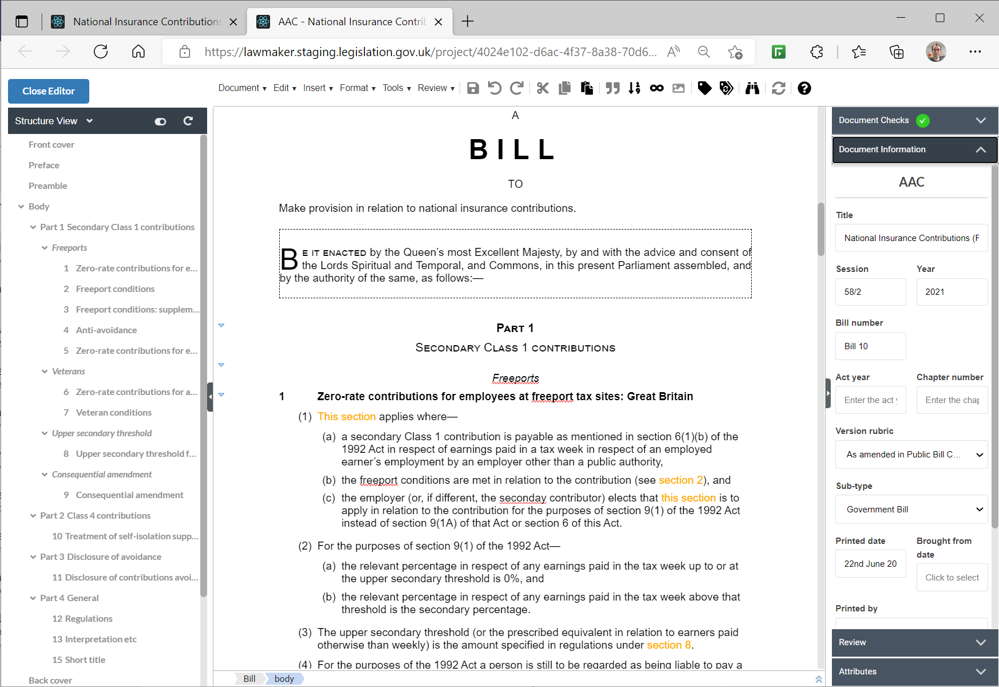 National Insurance Contributions
AAC - National Insurance Contrib
https://lawmaker.staging.legislation.gov.uk/project/4024e102-d6ac-4f37-8a38-70d6...
Close Editor
Document Edit Insert Format Tools Review
Structure View
Front cover
Preface
Preamble
Body
Part 1 Secondary Class 1 contributions
Freeports
1 Zero-rate contributions for e...
2 Freeport conditions
3 Freeport conditions: supplem...
4 Anti-avoidance
5 Zero-rate contributions for e...
Veterans
6 Zero-rate contributions for a...
7 Veteran conditions
Upper secondary threshold
8 Upper secondary threshold f...
Consequential amendment
9 Consequential amendment
Part 2 Class 4 contributions
10 Treatment of self-isolation supp...
Part 3 Disclosure of avoidance
11 Disclosure of contributions avoi...
Part 4 General
12 Regulations
13 Interpretation etc
15 Short title
Back cover
A
BILL
TO
Make provision in relation to national insurance contributions.
BE IT ENACTED by the Queen's most Excellent Majesty, by and with the advice and consent of
the Lords Spiritual and Temporal, and Commons, in this present Parliament assembled, and
by the authority of the same, as follows:—
PART 1
SECONDARY CLASS 1 CONTRIBUTIONS
Freeports
1 Zero-rate contributions for employees at freeport tax sites: Great Britain
(1) This section applies where—
(a) a secondary Class 1 contribution is payable as mentioned in section 6(1)(b) of the
1992 Act in respect of earnings paid in a tax week in respect of an employed
earner's employment by an employer other than a public authority,
(b) the freeport conditions are met in relation to the contribution (see section 2), and
(c) the employer (or, if different, the seconday contributor) elects that this section is to
apply in relation to the contribution for the purposes of section 9(1) of the 1992 Act
instead of section 9(1A) of that Act or section 6 of this Act.
(2) For the purposes of section 9(1) of the 1992 Act—
(a) the relevant percentage in respect of any earnings paid in the tax week up to or at
the upper secondary threshold is 0%, and
(b) the relevant percentage in respect of any earnings paid in the tax week above that
threshold is the secondary percentage.
(3) The upper secondary threshold (or the prescribed equivalent in relation to earners paid
otherwise than weekly) is the amount specified in regulations under section 8.
(4) For the purposes of the 1992 Act a person is still to be regarded as being liable to pay a
Bill body
Document Checks
Document Information
AAC
Title
National Insurance Contributions (F
Session Year
58/2 2021
Bill number
Bill 10
Act year Chapter number
Enter the act y Enter the chap
Version rubric
As amended in Public Bill C...
Sub-type
Government Bill
Printed date Brought from
date
22nd June 20
Click to select
Printed by
Review
Attributes